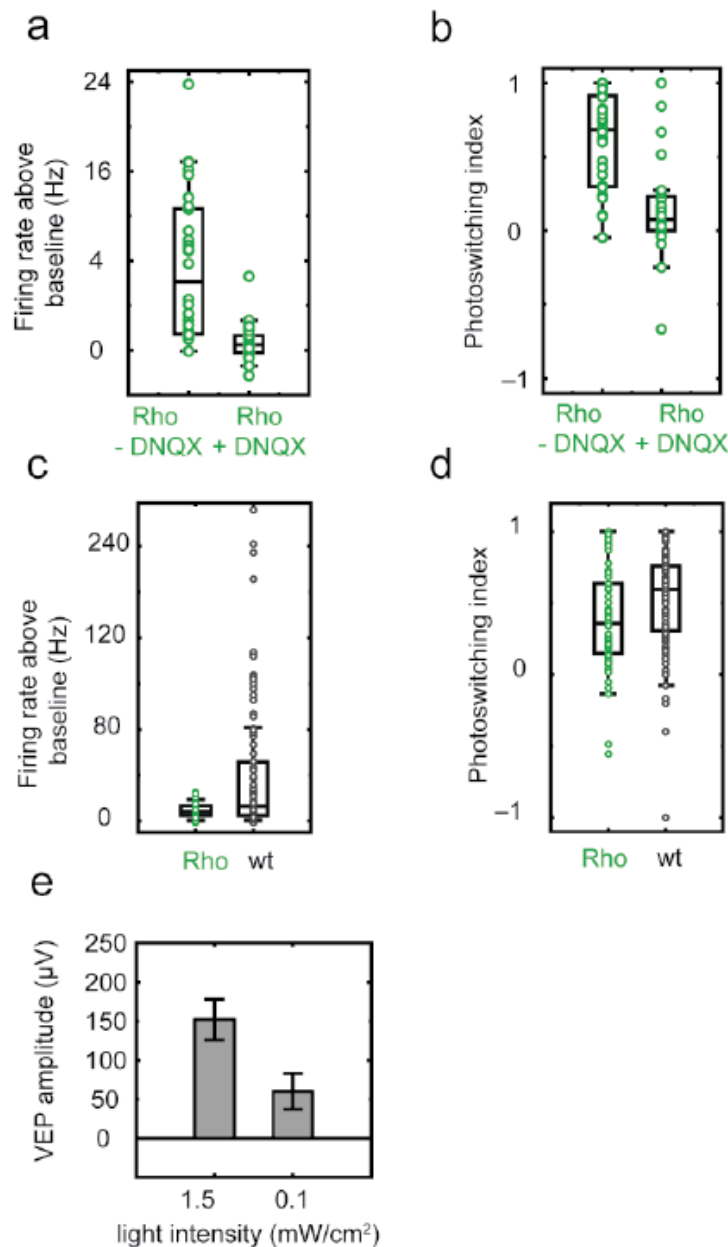 a
Firing rate above
baseline (Hz)
24
16
4
0
Rho Rho
- DNQX + DNQX
b
Photoswitching index
1
0
−1
Rho Rho
- DNQX + DNQX
c
Firing rate above
baseline (Hz)
240
120
80
0
Rho wt
d
Photoswitching index
1
0
−1
Rho wt
e
VEP amplitude (µV)
250
200
150
100
50
0
1.5 0.1
light intensity (mW/cm²)